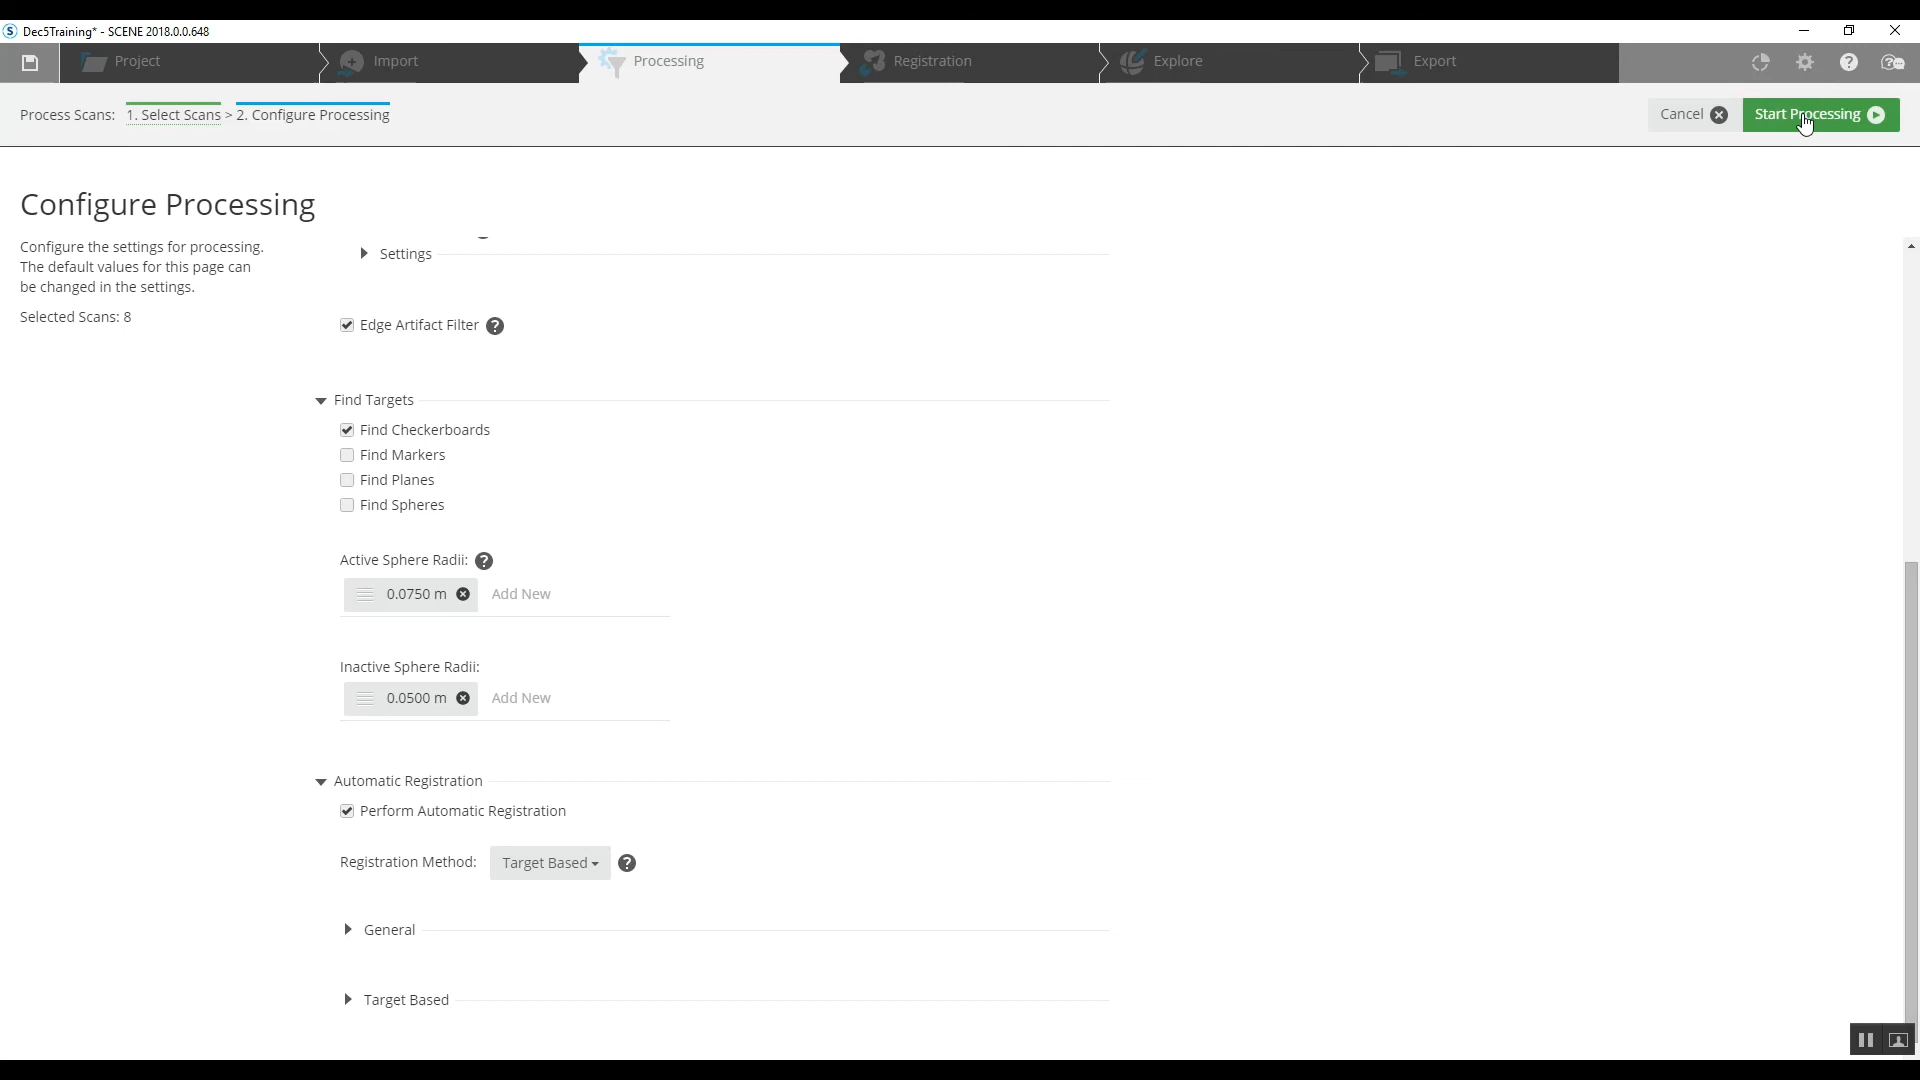 Dec5Training* - SCENE 2018.0.0.648
Project
Import
Processing
Registration
Explore
Export
Process Scans: 1. Select Scans > 2. Configure Processing
Cancel
Start Processing
Configure Processing
Configure the settings for processing.
The default values for this page can
be changed in the settings.
Selected Scans: 8
Settings
Edge Artifact Filter
Find Targets
Find Checkerboards
Find Markers
Find Planes
Find Spheres
Active Sphere Radii:
0.0750 m Add New
Inactive Sphere Radii:
0.0500 m Add New
Automatic Registration
Perform Automatic Registration
Registration Method: Target Based
General
Target Based